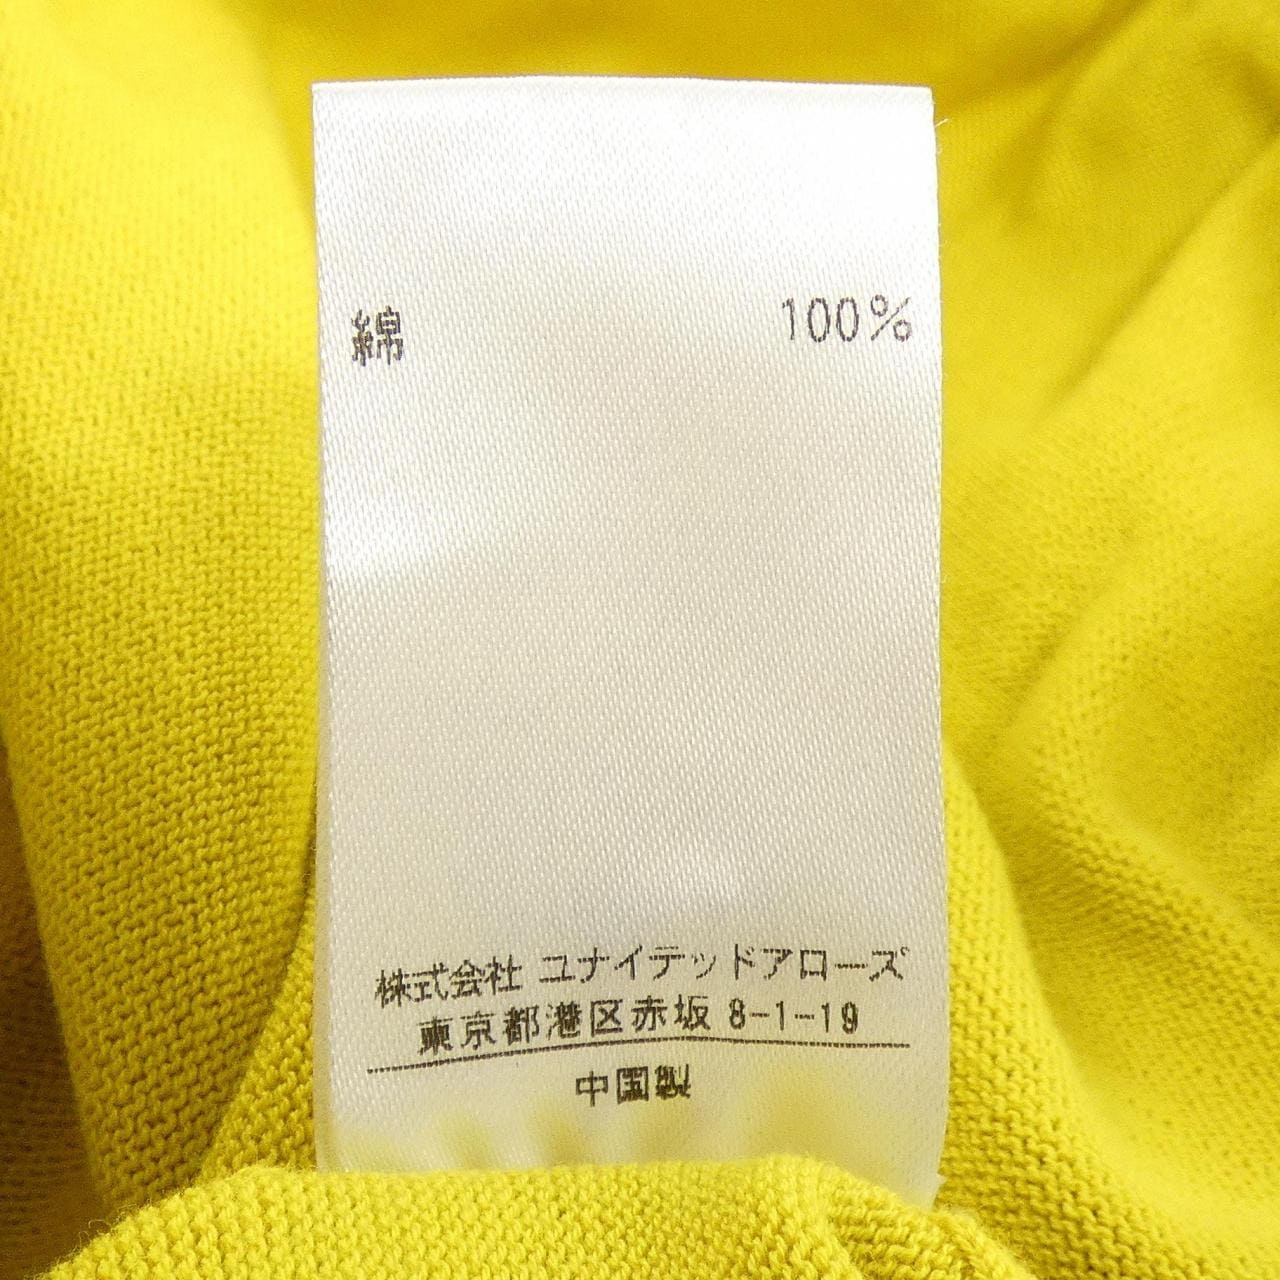 綿 100%
株式会社 ユナイテッドアローズ
東京都港区赤坂 8-1-19
中国製